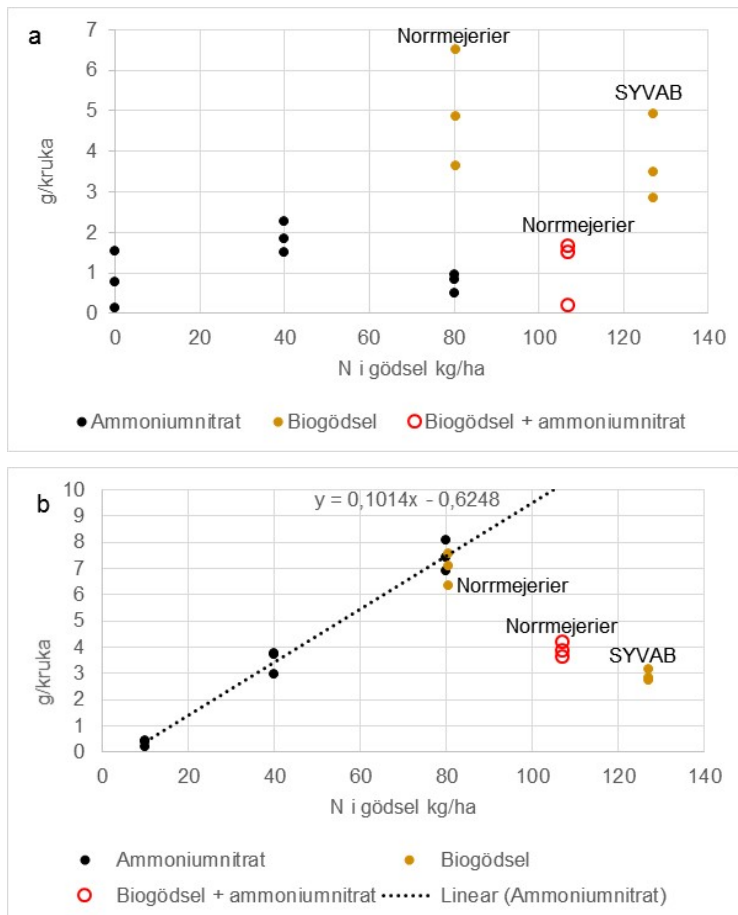 a
7
6
5
4
3
2
1
0
g/kruka
Norrmejerier
SYVAB
Norrmejerier
0 20 40 60 80 100 120 140
N i gödsel kg/ha
Ammoniumnitrat Biogödsel Biogödsel + ammoniumnitrat
b
10
9
8
7
6
5
4
3
2
1
0
g/kruka
y = 0,1014x - 0,6248
Norrmejerier
Norrmejerier
SYVAB
0 20 40 60 80 100 120 140
N i gödsel kg/ha
Ammoniumnitrat Biogödsel
Biogödsel + ammoniumnitrat Linear (Ammoniumnitrat)